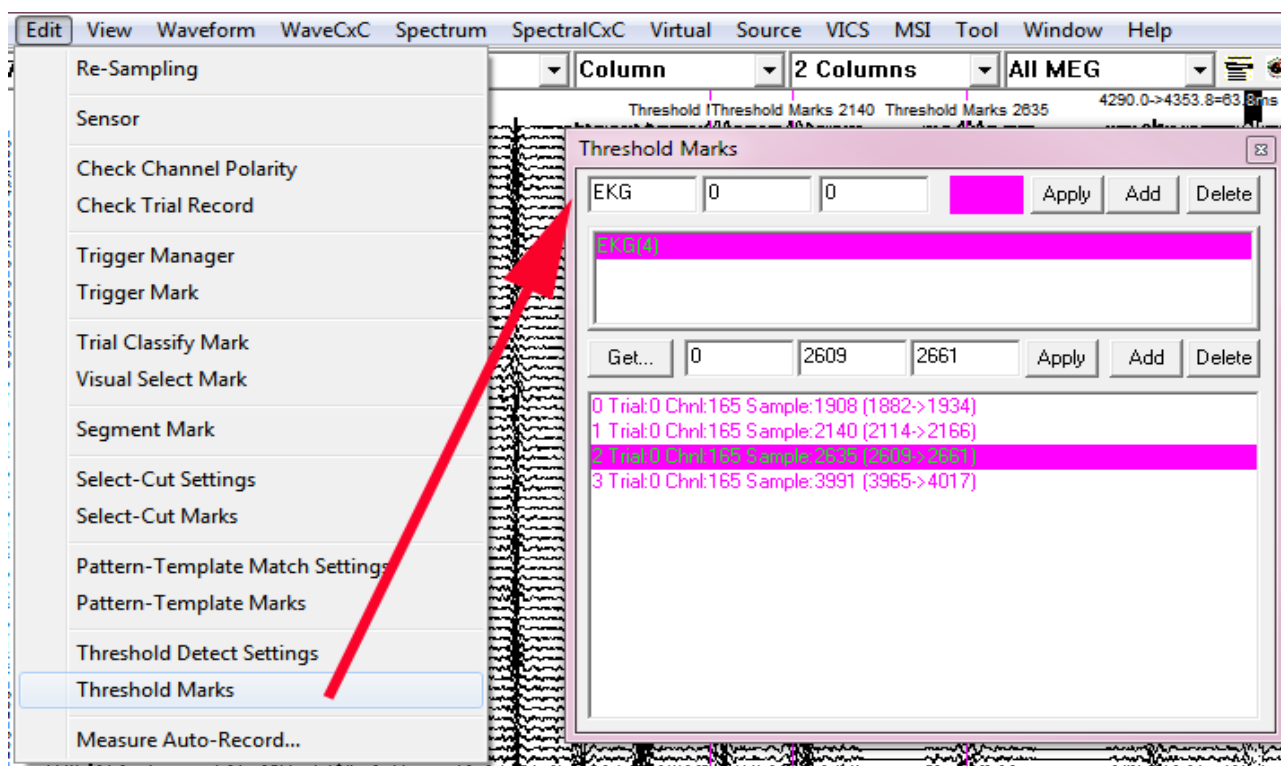 Edit View Waveform WaveCxC Spectrum SpectralCxC Virtual Source VICS MSI Tool Window Help
Column 2 Columns All MEG
Threshold Threshold Marks 2140 Threshold Marks 2635 4290.0->4353.8=63.8ms
Re-Sampling
Sensor
Check Channel Polarity
Check Trial Record
Trigger Manager
Trigger Mark
Trial Classify Mark
Visual Select Mark
Segment Mark
Select-Cut Settings
Select-Cut Marks
Pattern-Template Match Settings
Pattern-Template Marks
Threshold Detect Settings
Threshold Marks
Measure Auto-Record...
Threshold Marks
EKG 0 0 Apply Add Delete
EKG(4)
Get... 0 2609 2661 Apply Add Delete
0 Trial:0 Chnl:165 Sample:1908 (1882->1934)
1 Trial:0 Chnl:165 Sample:2140 (2114->2166)
2 Trial:0 Chnl:165 Sample:2635 (2609->2661)
3 Trial:0 Chnl:165 Sample:3991 (3965->4017)